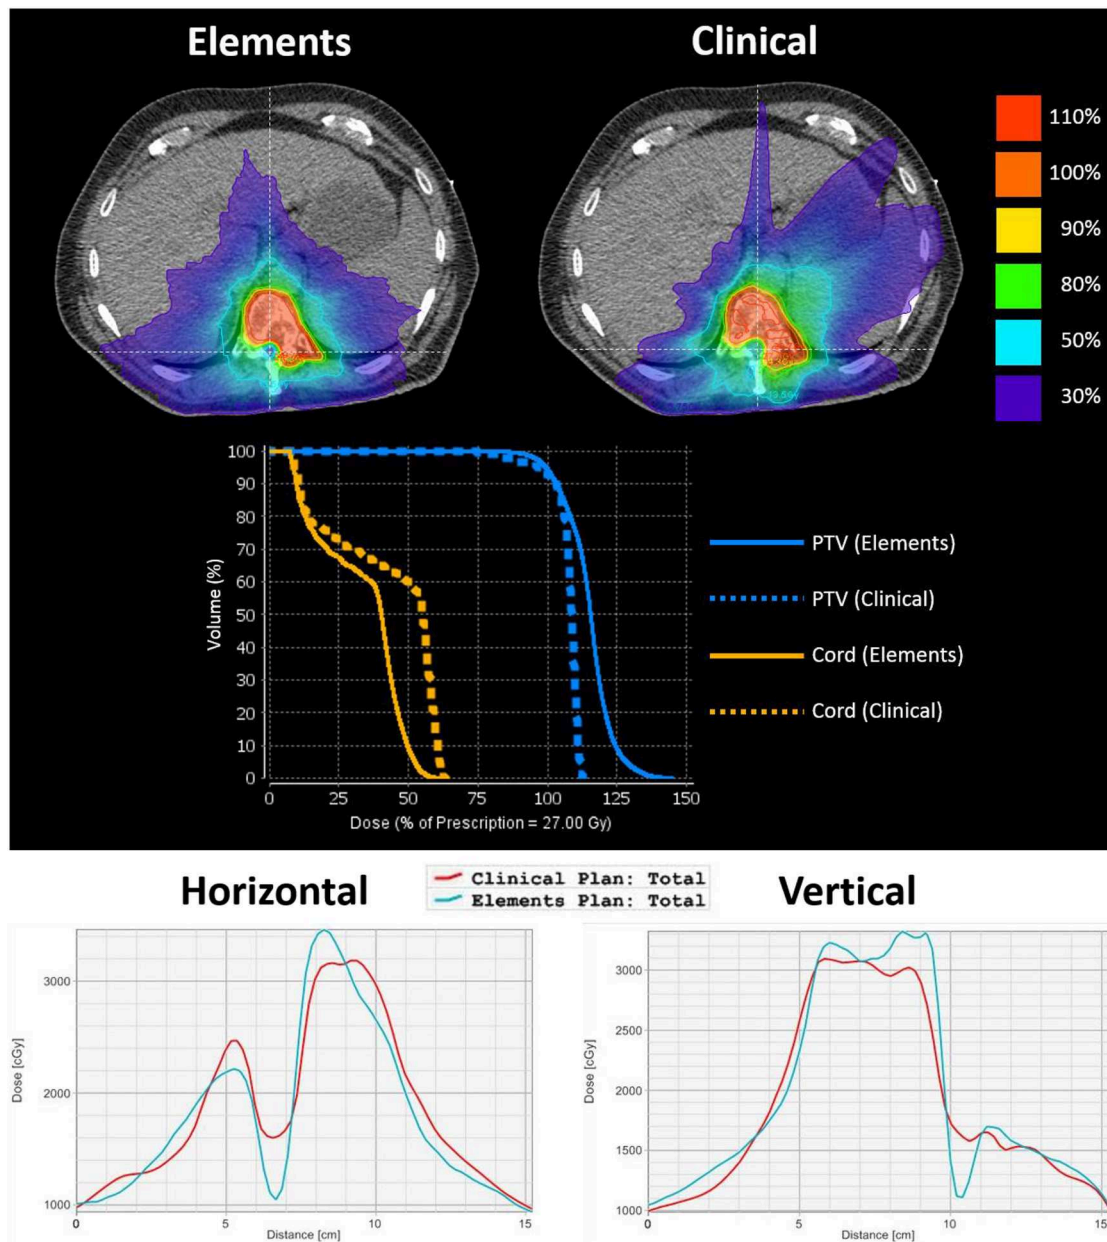 Elements
Clinical
110%
100%
90%
80%
50%
30%
100
90
80
70
60
50
40
30
20
10
0
Volume (%)
0 25 50 75 100 125 150
Dose (% of Prescription = 27.00 Gy)
PTV (Elements)
PTV (Clinical)
Cord (Elements)
Cord (Clinical)
Horizontal
Clinical Plan: Total
Elements Plan: Total
Vertical
3000
2000
1000
Dose [cGy]
0 5 10 15
Distance [cm]
3000
2500
2000
1500
1000
Dose [cGy]
0 5 10 15
Distance [cm]